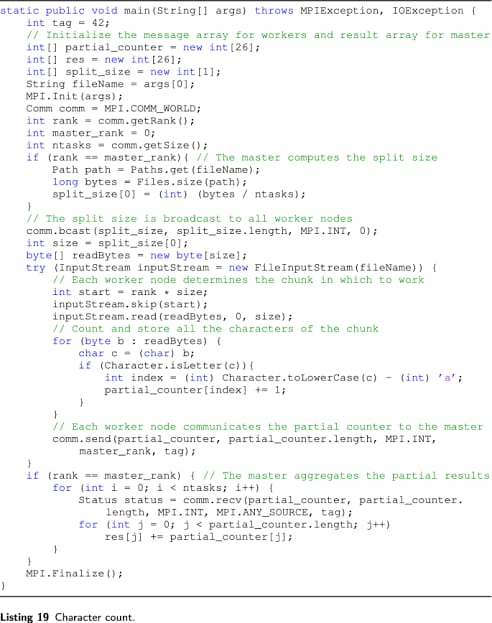 static public void main(String[] args) throws MPIException, IOException {
int tag = 42;
// Initialize the message array for workers and result array for master
int[] partial_counter = new int[26];
int[] res = new int[26];
int[] split_size = new int[1];
String fileName = args[0];
MPI.Init(args);
Comm comm = MPI.COMM_WORLD;
int rank = comm.getRank();
int master_rank = 0;
int ntasks = comm.getSize();
if (rank == master_rank){ // The master computes the split size
Path path = Paths.get(fileName);
long bytes = Files.size(path);
split_size[0] = (int) (bytes / ntasks);
}
// The split size is broadcast to all worker nodes
comm.bcast(split_size, split_size.length, MPI.INT, 0);
int size = split_size[0];
byte[] readBytes = new byte[size];
try (InputStream inputStream = new FileInputStream(fileName)) {
// Each worker node determines the chunk in which to work
int start = rank * size;
inputStream.skip(start);
inputStream.read(readBytes, 0, size);
// Count and store all the characters of the chunk
for (byte b : readBytes) {
char c = (char) b;
if (Character.isLetter(c)){
int index = (int) Character.toLowerCase(c) - (int) 'a';
partial_counter[index] += 1;
}
}
// Each worker node communicates the partial counter to the master
comm.send(partial_counter, partial_counter.length, MPI.INT,
master_rank, tag);
}
if (rank == master_rank) { // The master aggregates the partial results
for (int i = 0; i < ntasks; i++) {
Status status = comm.recv(partial_counter, partial_counter.
length, MPI.INT, MPI.ANY_SOURCE, tag);
for (int j = 0; j < partial_counter.length; j++)
res[j] += partial_counter[j];
}
}
MPI.Finalize();
}
Listing 19 Character count.